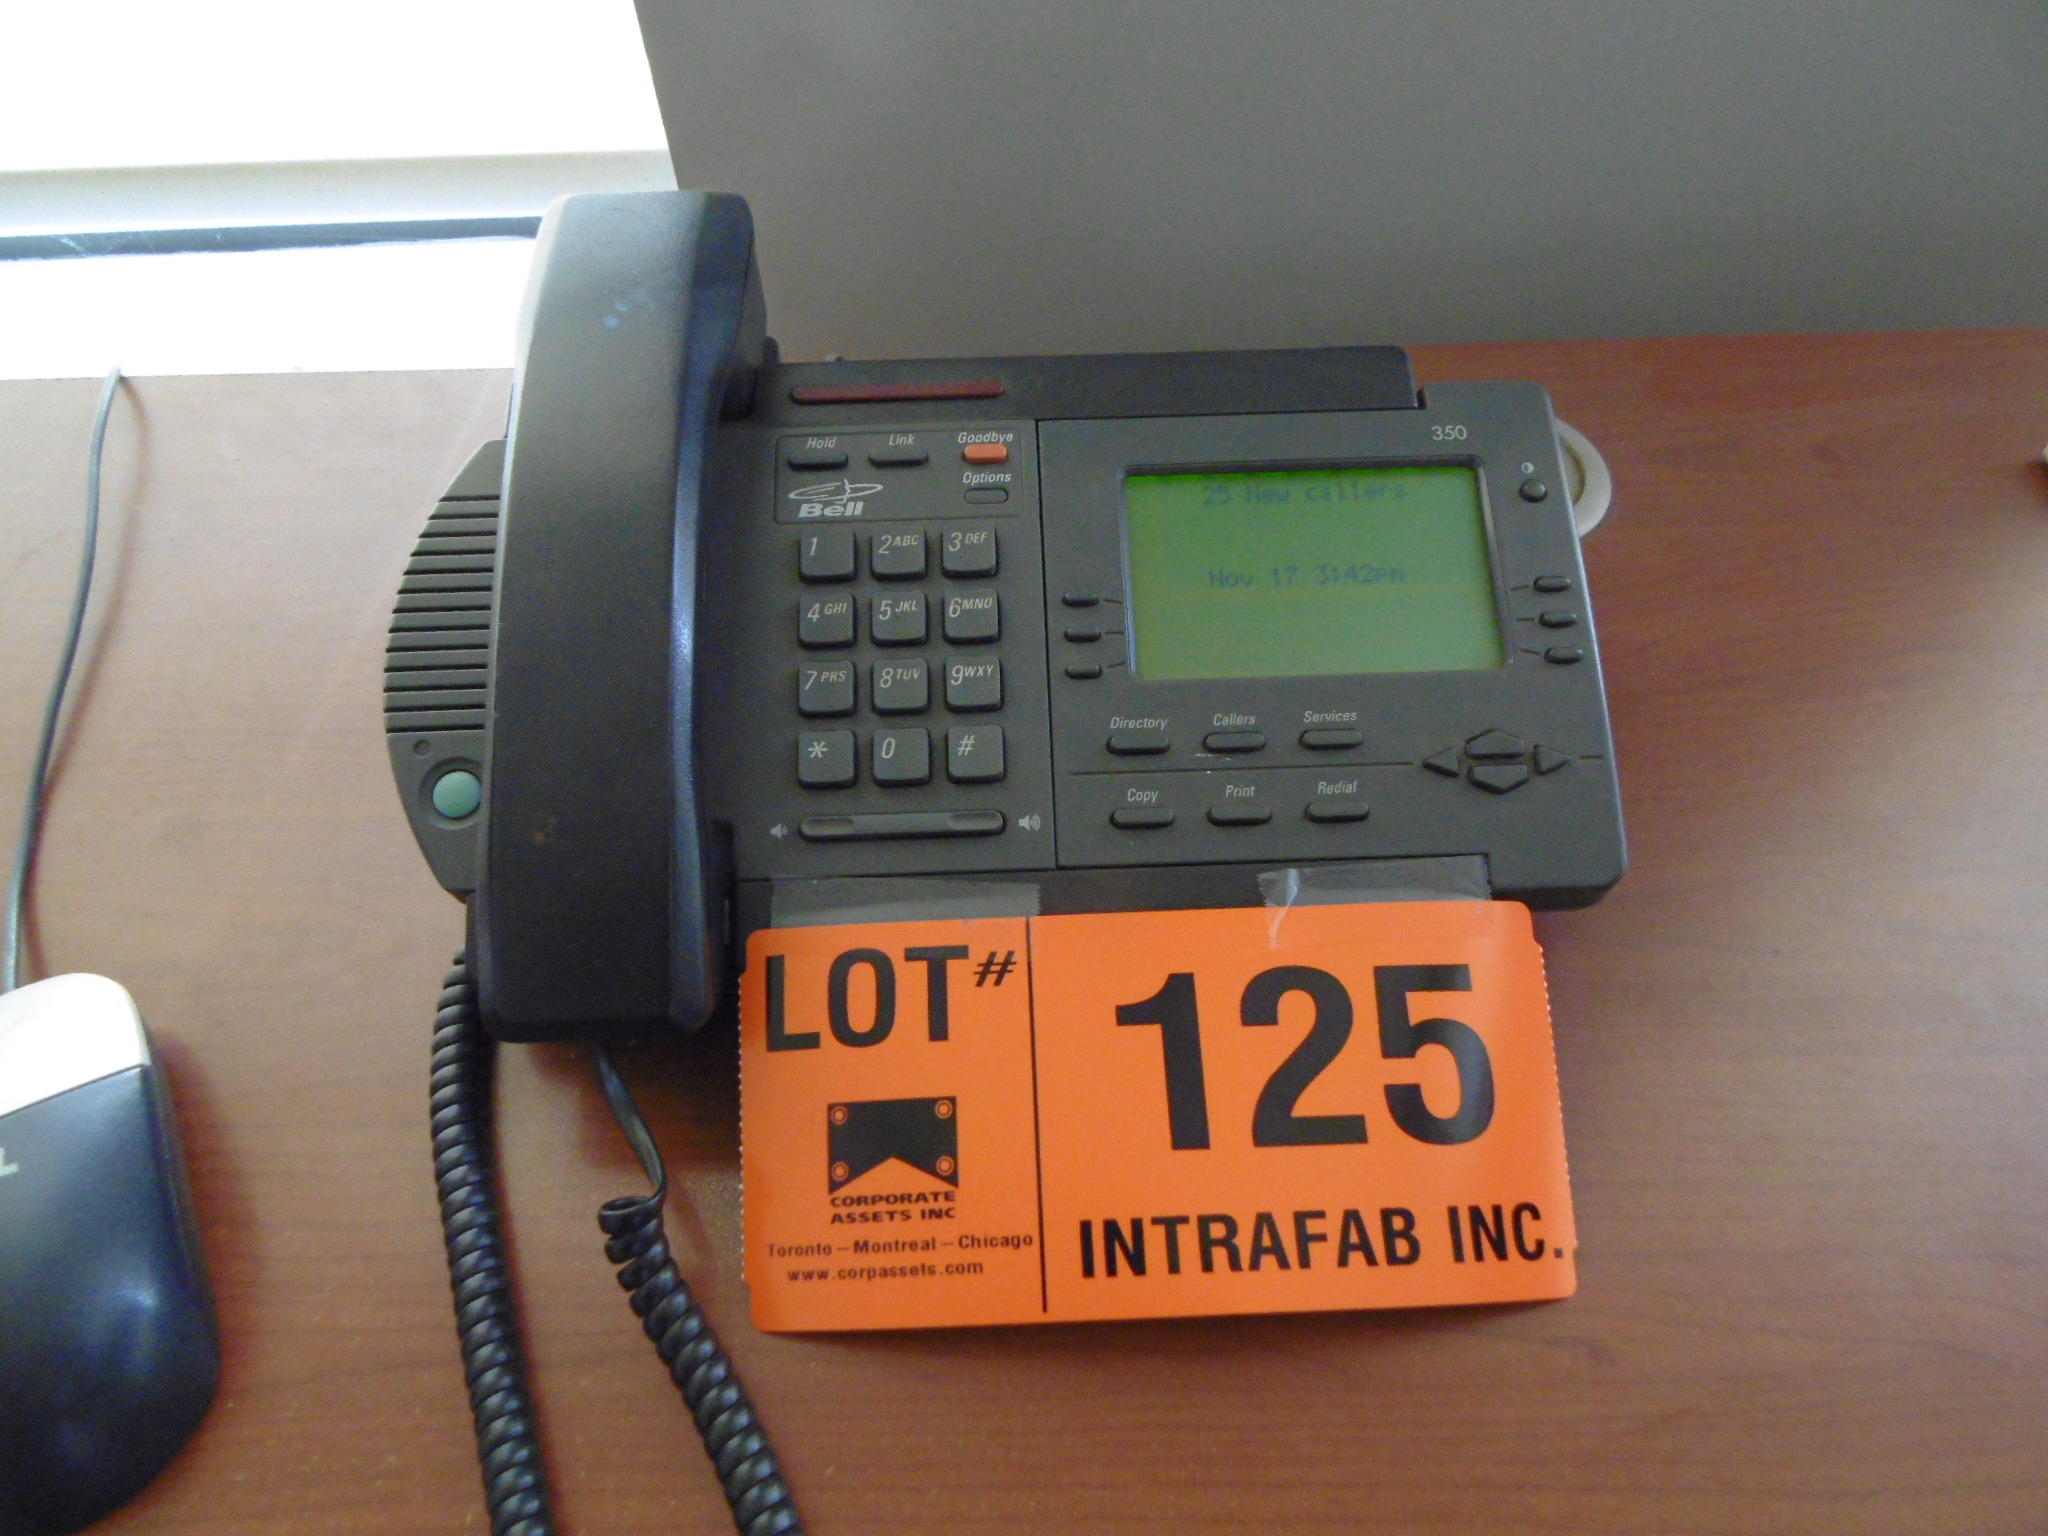 Hold Link Goodbye
Options
Bell
350
25 New callers
Nov 17 3:42pm
1 2ABC 3DEF
4GHI 5JKL 6MNO
7PRS 8TUV 9WXY
* 0 #
Directory Callers Services
Copy Print Redial
LOT# 125
CORPORATE
ASSETS INC
Toronto – Montreal – Chicago
www.corpassets.com
INTRAFAB INC.